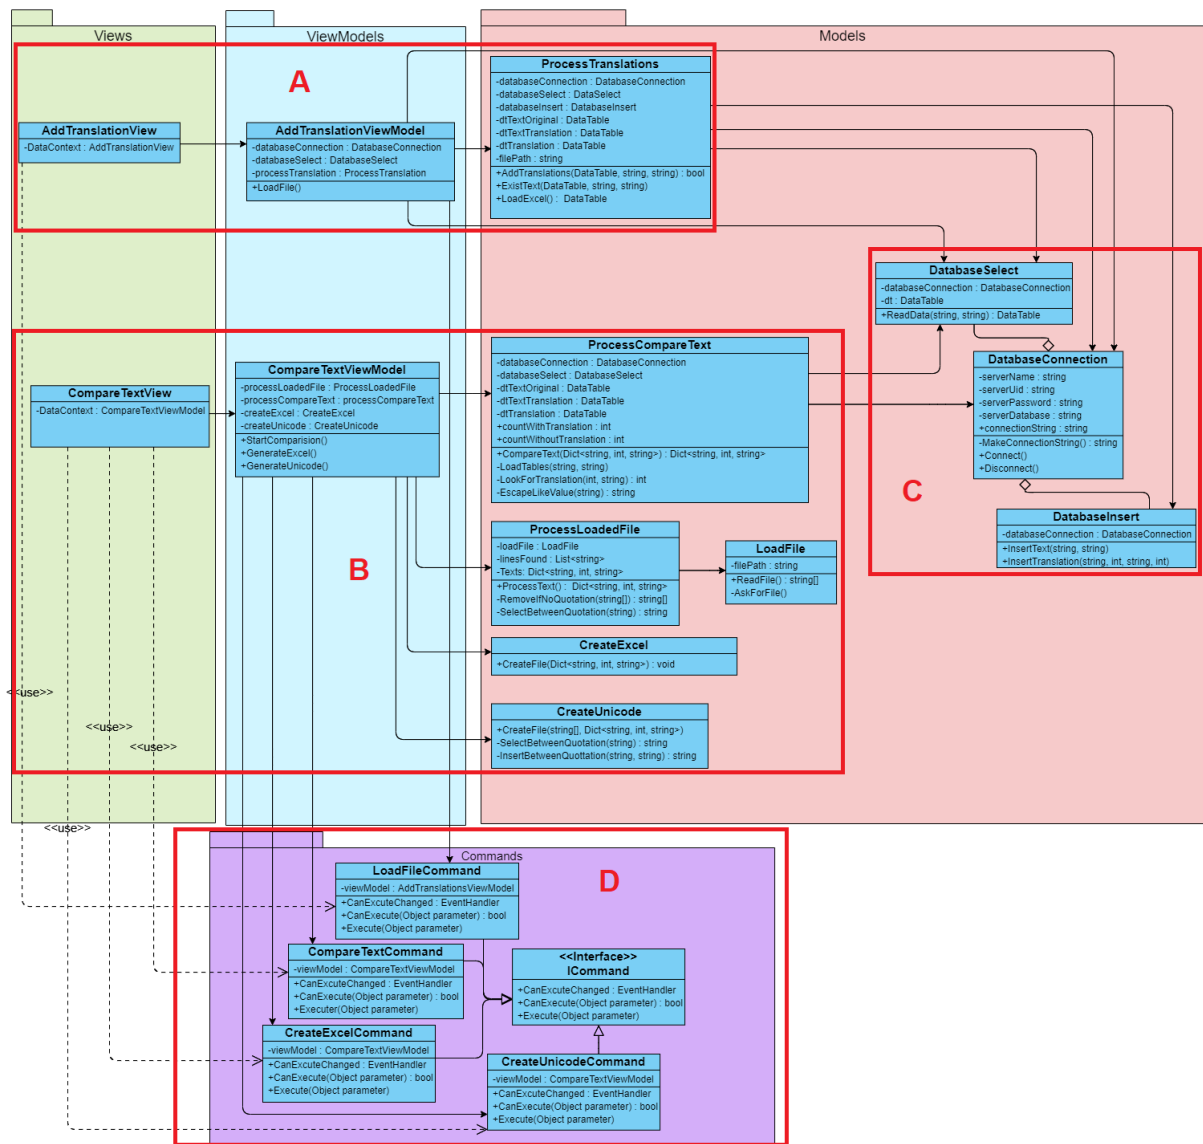 Views
ViewModels
Models
A
ProcessTranslations
-databaseConnection : DatabaseConnection
-databaseSelect : DataSelect
-databaseInsert : DatabaseInsert
-dtTextOriginal : DataTable
-dtTextTranslation : DataTable
-dtTranslation : DataTable
-filePath : string
+AddTranslations(DataTable, string, string) : bool
+ExistText(DataTable, string, string)
+LoadExcel() : DataTable
AddTranslationView
-DataContext : AddTranslationView
AddTranslationViewModel
-databaseConnection : DatabaseConnection
-databaseSelect : DatabaseSelect
-processTranslation : ProcessTranslation
+LoadFile()
DatabaseSelect
-databaseConnection : DatabaseConnection
-dt : DataTable
+ReadData(string, string) : DataTable
DatabaseConnection
-serverName : string
-serverUid : string
-serverPassword : string
-serverDatabase : string
+connectionString : string
-MakeConnectionString() : string
+Connect()
+Disconnect()
C
DatabaseInsert
-databaseConnection : DatabaseConnection
+InsertText(string, string)
+InsertTranslation(string, int, string, int)
CompareTextView
-DataContext : CompareTextViewModel
CompareTextViewModel
-processLoadedFile : ProcessLoadedFile
-processCompareText : processCompareText
-createExcel : CreateExcel
-createUnicode : CreateUnicode
+StartComparision()
+GenerateExcel()
+GenerateUnicode()
ProcessCompareText
-databaseConnection : DatabaseConnection
-databaseSelect : DatabaseSelect
-dtTextOriginal : DataTable
-dtTextTranslation : DataTable
-dtTranslation : DataTable
+countWithTranslation : int
+countWithoutTranslation : int
+CompareText(Dict<string, int, string>) : Dict<string, int, string>
-LoadTables(string, string)
-LookForTranslation(int, string) : int
-EscapeLikeValue(string) : string
B
ProcessLoadedFile
-loadFile : LoadFile
-linesFound : List<string>
-Texts: Dict<string, int, string>
+ProcessText() : Dict<string, int, string>
-RemoveIfNoQuotation(string[]) : string[]
-SelectBetweenQuotation(string) : string
LoadFile
-filePath : string
+ReadFile() : string[]
-AskForFile()
CreateExcel
+CreateFile(Dict<string, int, string>) : void
CreateUnicode
+CreateFile(string[], Dict<string, int, string>)
-SelectBetweenQuotation(string) : string
-InsertBetweenQuottation(string, string) : string
<<use>>
<<use>>
<<use>>
<<use>>
Commands
D
LoadFileCommand
-viewModel : AddTranslationsViewModel
+CanExcuteChanged : EventHandler
+CanExecute(Object parameter) : bool
+Execute(Object parameter)
CompareTextCommand
-viewModel : CompareTextViewModel
+CanExcuteChanged : EventHandler
+CanExecute(Object parameter) : bool
+Executer(Object parameter)
<<Interface>>
ICommand
+CanExcuteChanged : EventHandler
+CanExecute(Object parameter) : bool
+Execute(Object parameter)
CreateExcelCommand
-viewModel : CompareTextViewModel
+CanExcuteChanged : EventHandler
+CanExecute(Object parameter) : bool
+Execute(Object parameter)
CreateUnicodeCommand
-viewModel : CompareTextViewModel
+CanExcuteChanged : EventHandler
+CanExecute(Object parameter) : bool
+Execute(Object parameter)